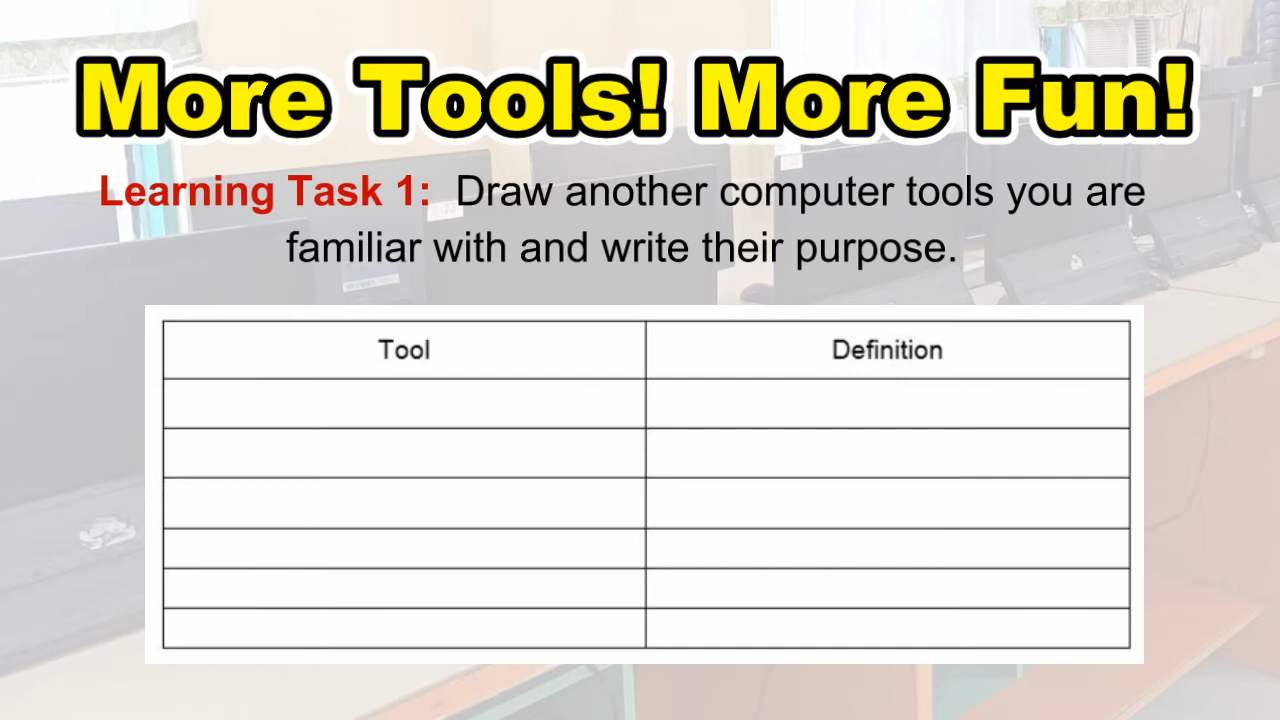 More Tools! More Fun!
Learning Task 1: Draw another computer tools you are
familiar with and write their purpose.
Tool Definition